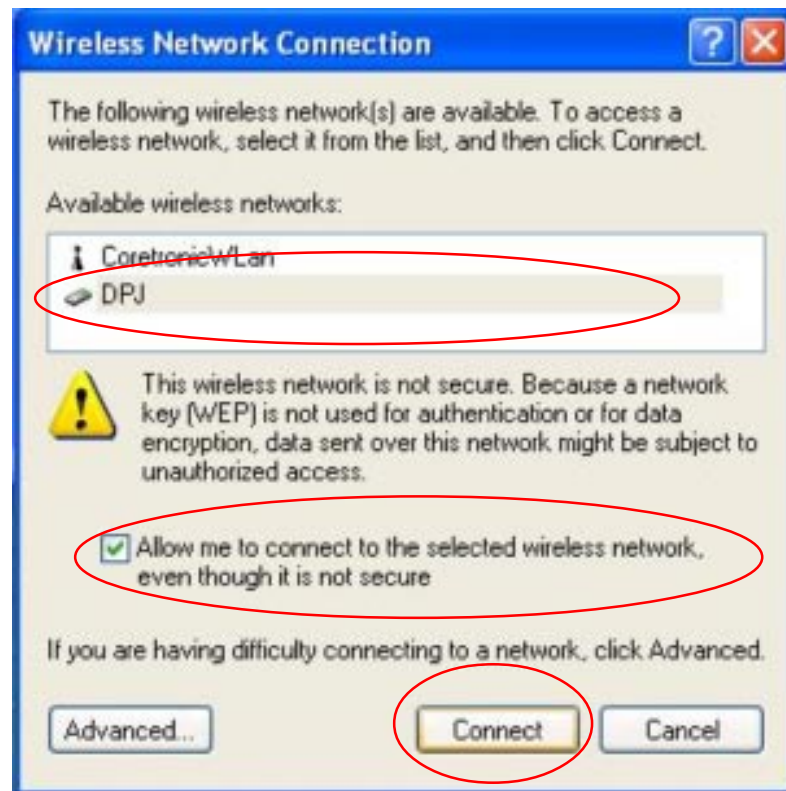 Wireless Network Connection
The following wireless network(s) are available. To access a
wireless network, select it from the list, and then click Connect.
Available wireless networks:
CoretronicWLan
DPJ
This wireless network is not secure. Because a network
key (WEP) is not used for authentication or for data
encryption, data sent over this network might be subject to
unauthorized access.
Allow me to connect to the selected wireless network,
even though it is not secure
If you are having difficulty connecting to a network, click Advanced.
Advanced... Connect Cancel